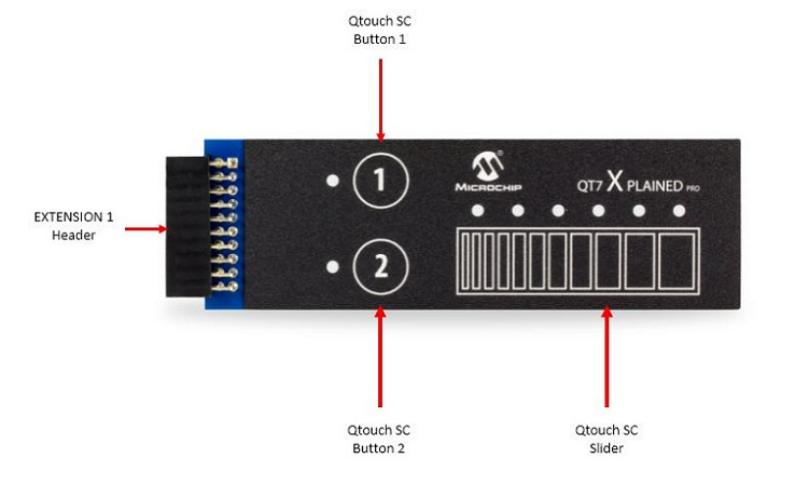 Qtouch SC
Button 1
1
MICROCHIP
QT7 X PLAINED PRO
EXTENSION 1
Header
2
Qtouch SC
Button 2
Qtouch SC
Slider